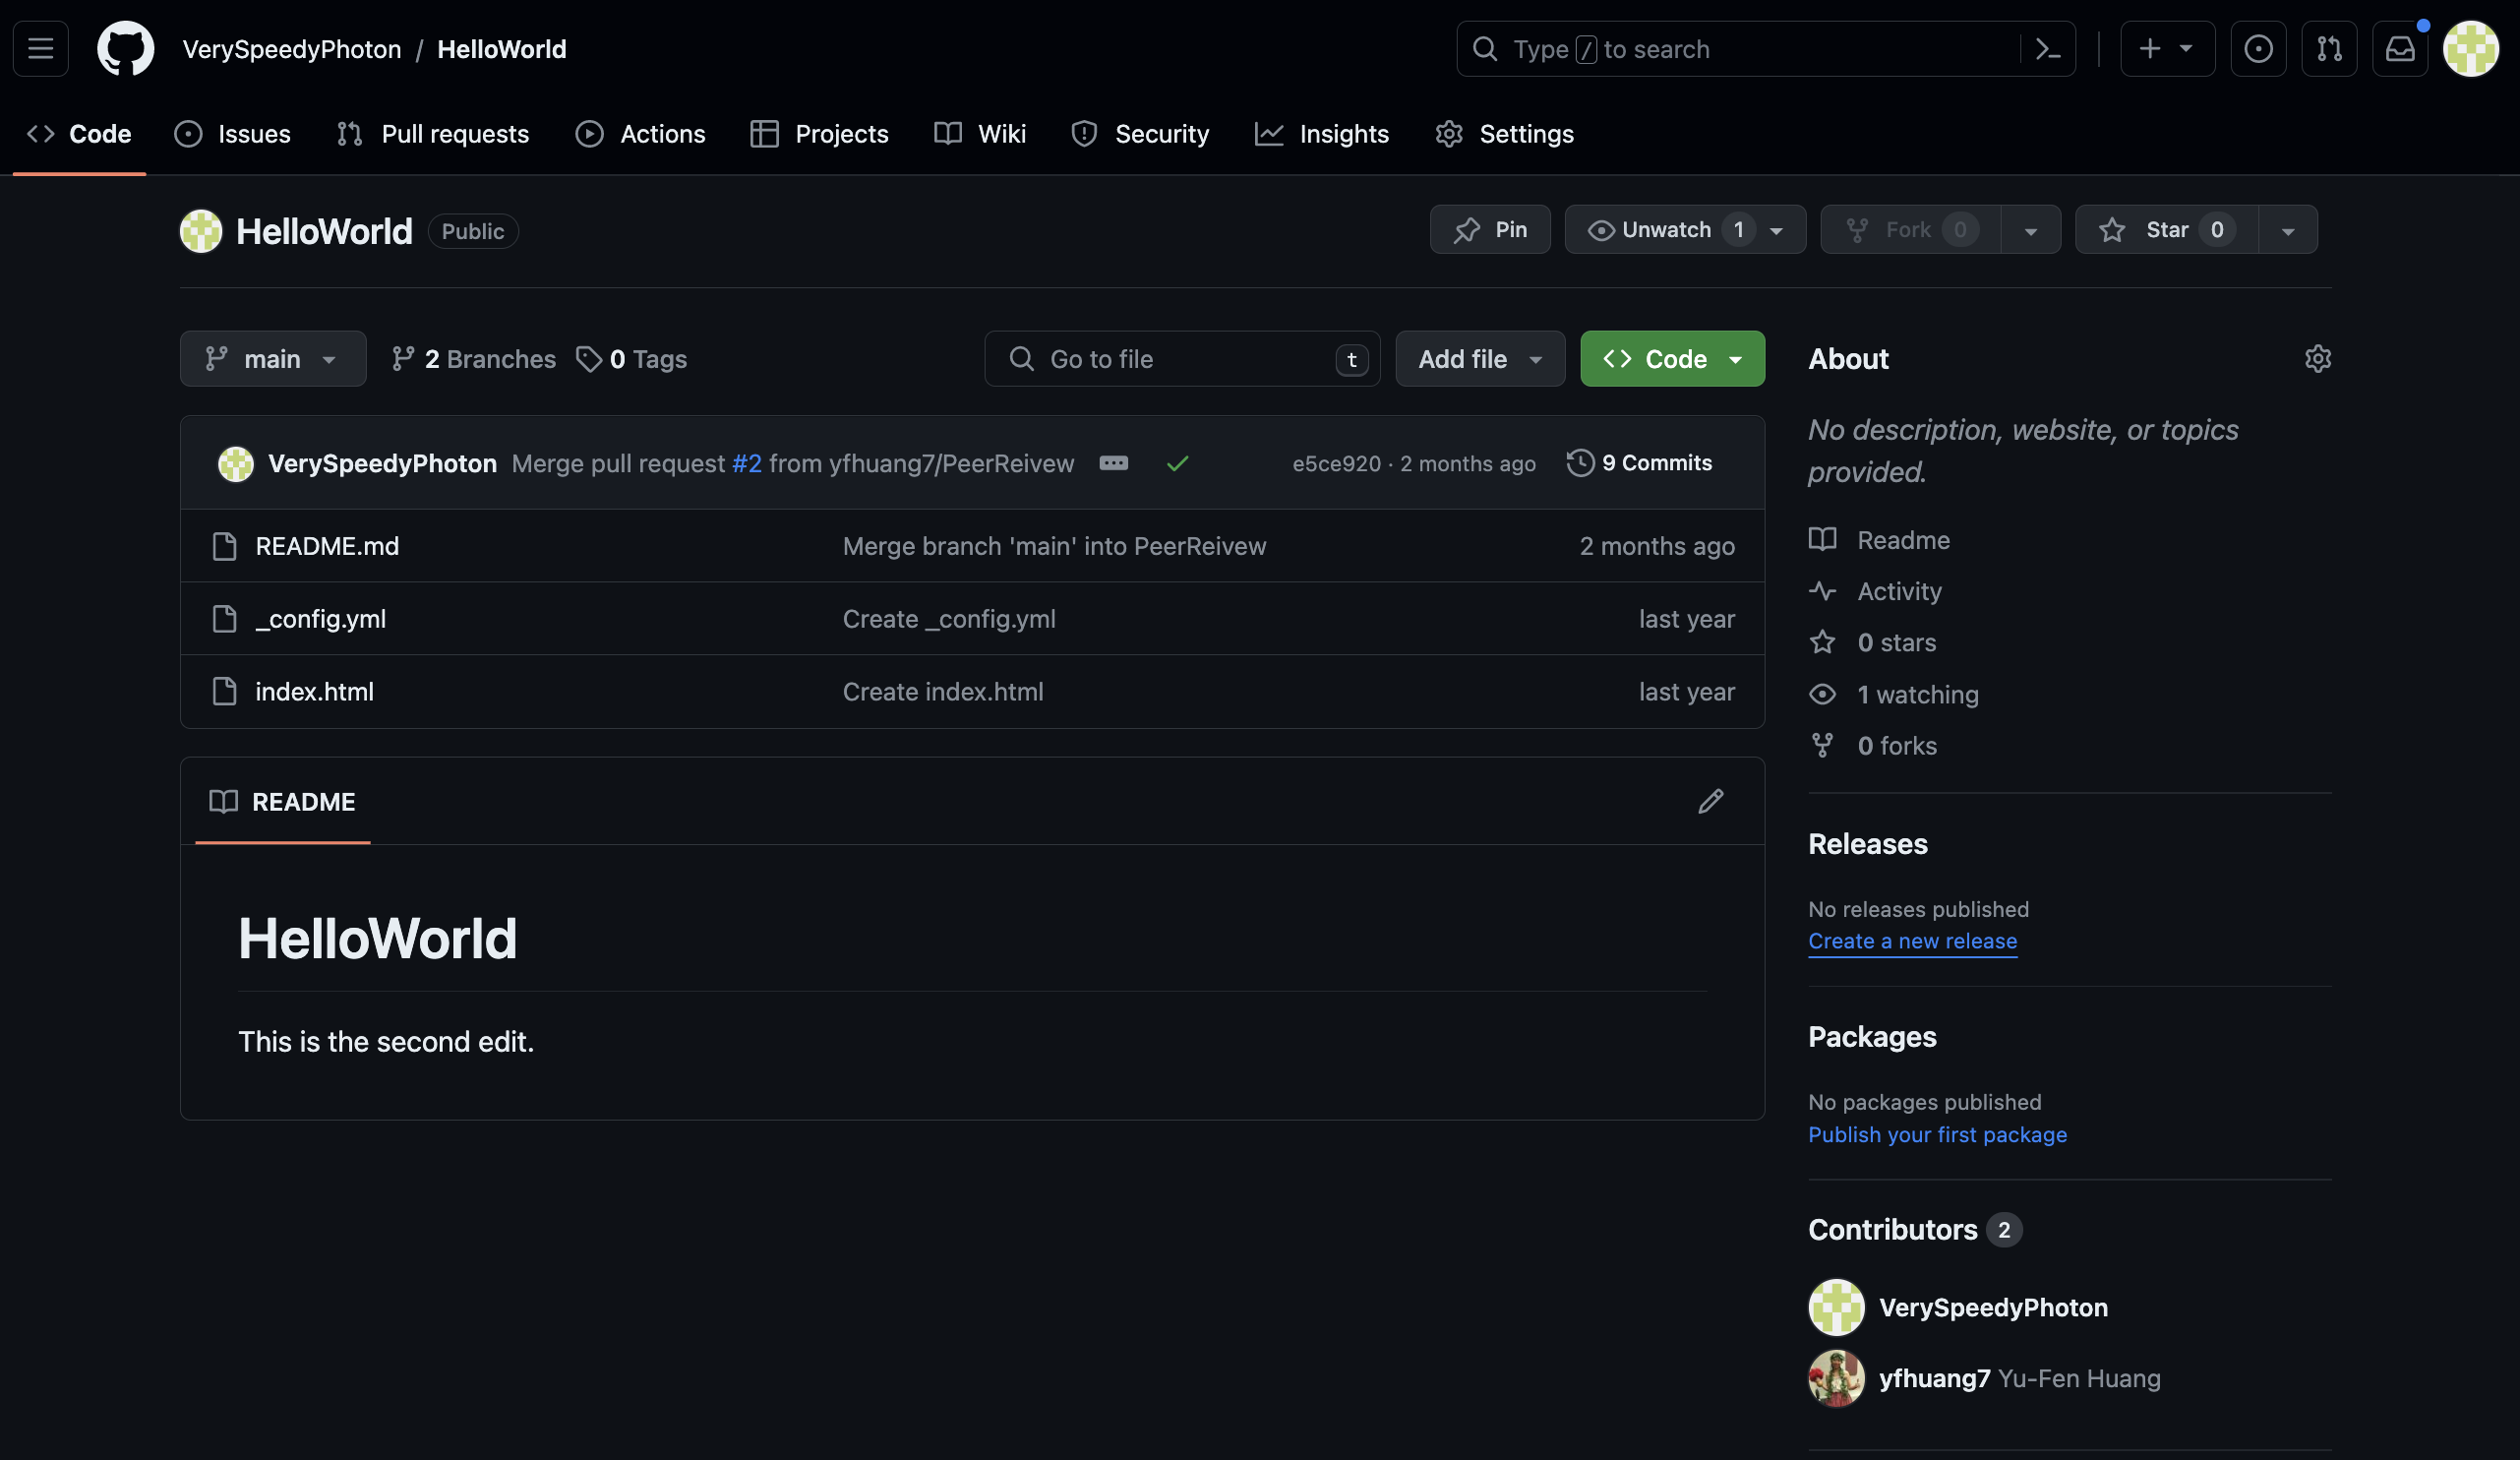 VerySpeedyPhoton / HelloWorld
Type / to search
Code Issues Pull requests Actions Projects Wiki Security Insights Settings
HelloWorld Public
Pin Unwatch 1 Fork 0 Star 0
main 2 Branches 0 Tags
Go to file t Add file Code
VerySpeedyPhoton Merge pull request #2 from yfhuang7/PeerReivew e5ce920 · 2 months ago 9 Commits
README.md Merge branch 'main' into PeerReivew 2 months ago
_config.yml Create _config.yml last year
index.html Create index.html last year
README
HelloWorld
This is the second edit.
About
No description, website, or topics
provided.
Readme
Activity
0 stars
1 watching
0 forks
Releases
No releases published
Create a new release
Packages
No packages published
Publish your first package
Contributors 2
VerySpeedyPhoton
yfhuang7 Yu-Fen Huang